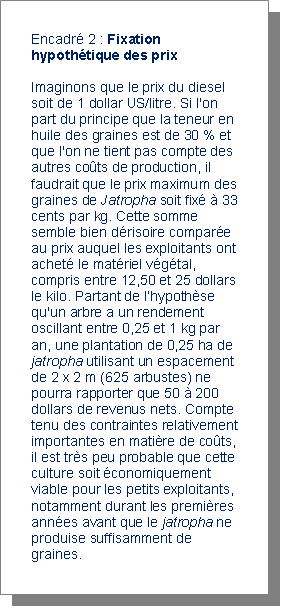 Encadré 2 : Fixation
hypothétique des prix
Imaginons que le prix du diesel
soit de 1 dollar US/litre. Si l'on
part du principe que la teneur en
huile des graines est de 30 % et
que l'on ne tient pas compte des
autres coûts de production, il
faudrait que le prix maximum des
graines de Jatropha soit fixé à 33
cents par kg. Cette somme
semble bien dérisoire comparée
au prix auquel les exploitants ont
acheté le matériel végétal,
compris entre 12,50 et 25 dollars
le kilo. Partant de l'hypothèse
qu'un arbre a un rendement
oscillant entre 0,25 et 1 kg par
an, une plantation de 0,25 ha de
jatropha utilisant un espacement
de 2 x 2 m (625 arbustes) ne
pourra rapporter que 50 à 200
dollars de revenus nets. Compte
tenu des contraintes relativement
importantes en matière de coûts,
il est très peu probable que cette
culture soit économiquement
viable pour les petits exploitants,
notamment durant les premières
années avant que le jatropha ne
produise suffisamment de
graines.